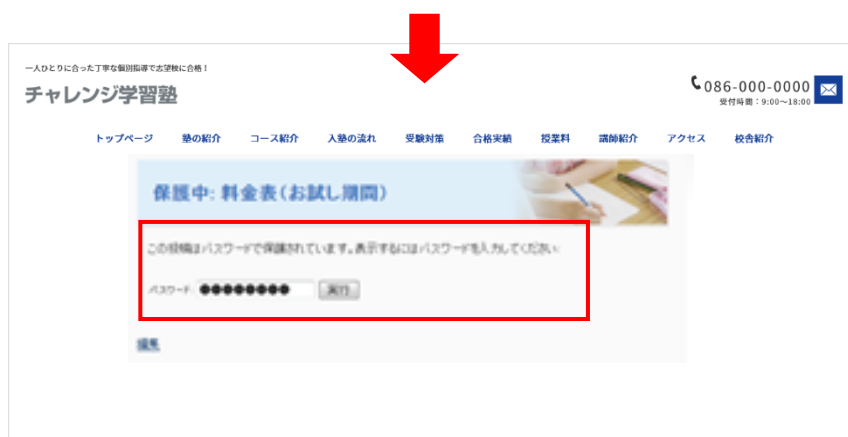 一人ひとりに合った丁寧な個別指導で志望校に合格！
チャレンジ学習塾
086-000-0000
受付時間：9:00～18:00
トップページ 塾の紹介 コース紹介 入塾の流れ 受験対策 合格実績 授業料 講師紹介 アクセス 校舎紹介
保護中: 料金表（お試し期間）
この投稿はパスワードで保護されています。表示するにはパスワードを入力してください:
パスワード: ●●●●●●●● 実行
編集